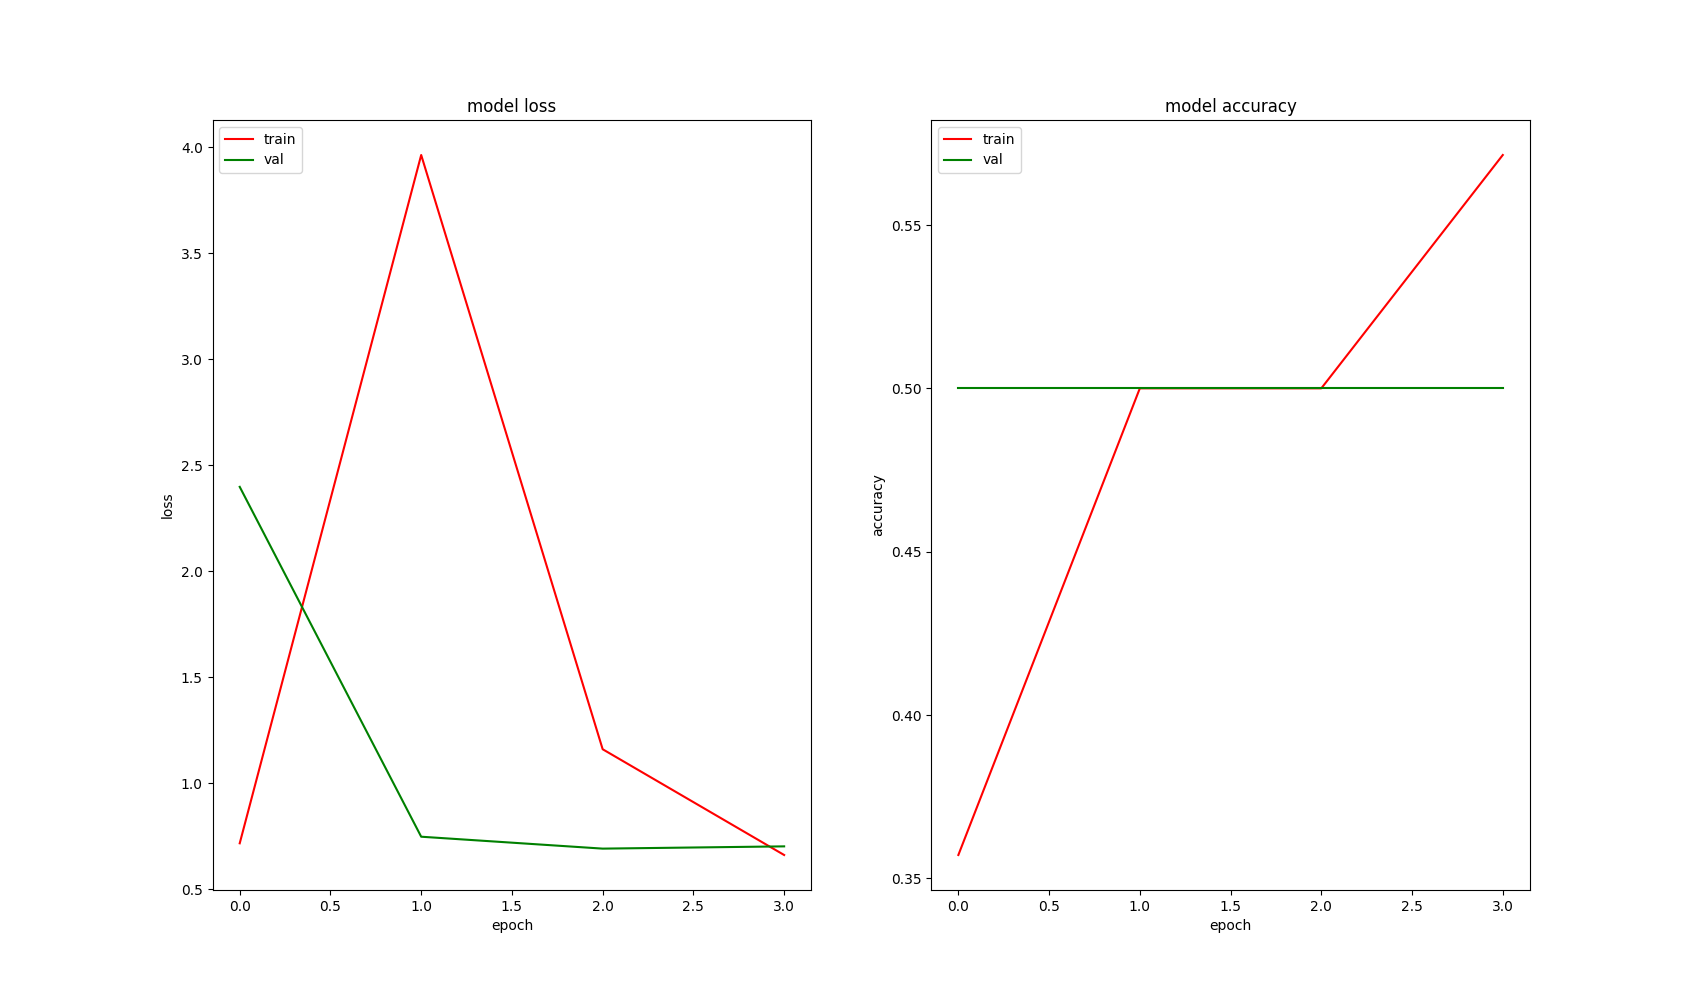 model loss
train
val
4.0
3.5
3.0
2.5
2.0
1.5
1.0
0.5
loss
0.0 0.5 1.0 1.5 2.0 2.5 3.0
epoch
model accuracy
train
val
0.55
0.50
0.45
0.40
0.35
accuracy
0.0 0.5 1.0 1.5 2.0 2.5 3.0
epoch